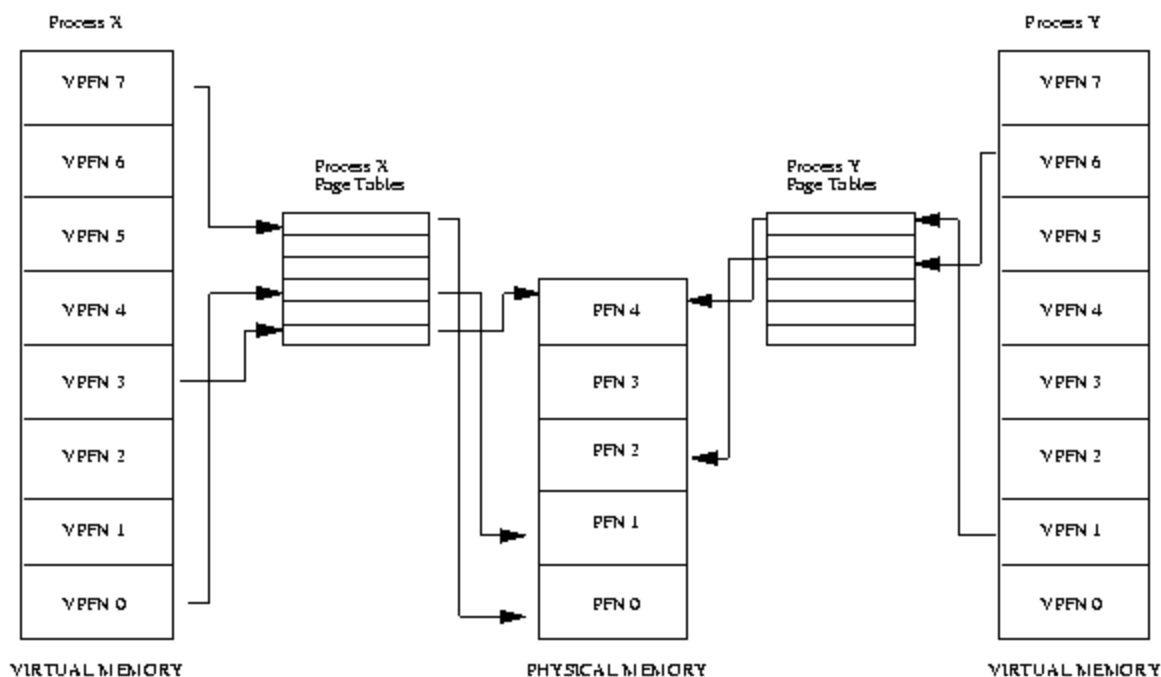 Process X
Process Y
VPFN 7
VPFN 6
VPFN 5
VPFN 4
VPFN 3
VPFN 2
VPFN 1
VPFN 0
VIRTUAL MEMORY
Process X
Page Tables
PFN 4
PFN 3
PFN 2
PFN 1
PFN 0
PHYSICAL MEMORY
Process Y
Page Tables
VPFN 7
VPFN 6
VPFN 5
VPFN 4
VPFN 3
VPFN 2
VPFN 1
VPFN 0
VIRTUAL MEMORY